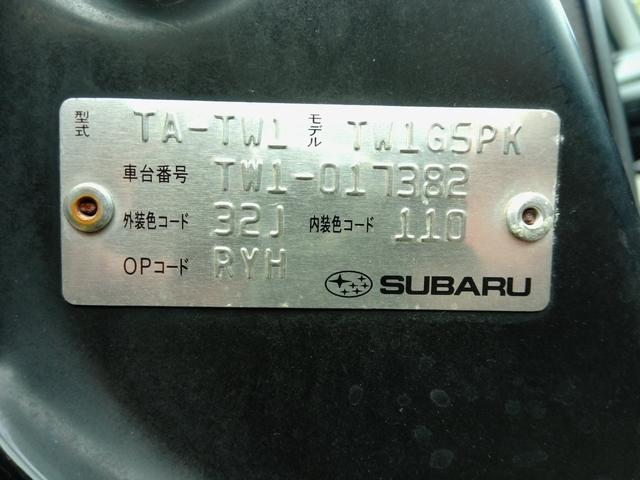 型式 TA-TW1 モデル TW1G5PK
車台番号 TW1-017382
外装色コード 32J 内装色コード 110
OPコード RYH
SUBARU